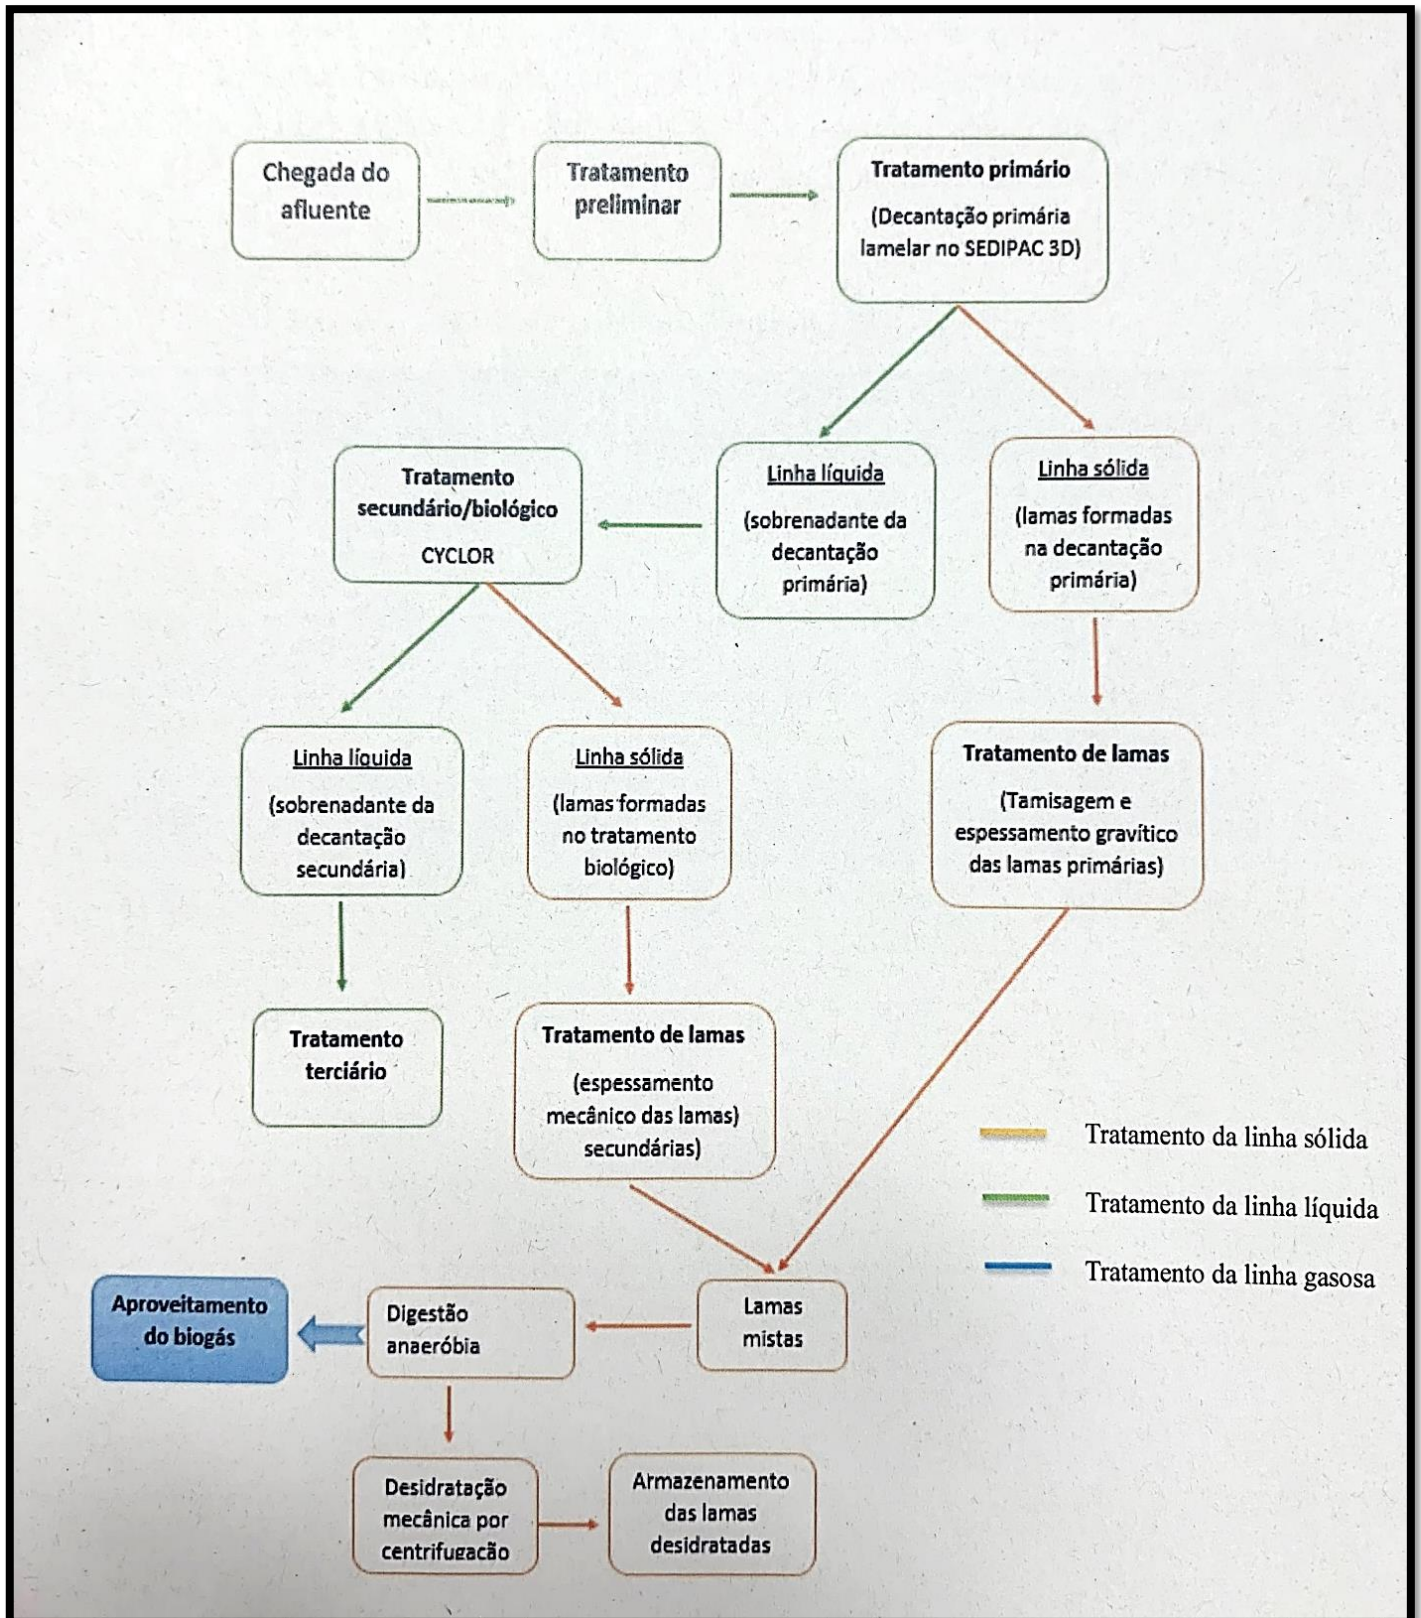 Chegada do
afluente
Tratamento
preliminar
Tratamento primário
(Decantação primária
lamelar no SEDIPAC 3D)
Tratamento
secundário/biológico
CYCLOR
Linha líquida
(sobrenadante da
decantação
primária)
Linha sólida
(lamas formadas
na decantação
primária)
Linha líquida
(sobrenadante da
decantação
secundária)
Linha sólida
(lamas formadas
no tratamento
biológico)
Tratamento de lamas
(Tamisagem e
espessamento gravítico
das lamas primárias)
Tratamento
terciário
Tratamento de lamas
(espessamento
mecânico das lamas)
secundárias)
Tratamento da linha sólida
Tratamento da linha líquida
Tratamento da linha gasosa
Aproveitamento
do biogás
Digestão
anaeróbia
Lamas
mistas
Desidratação
mecânica por
centrifugação
Armazenamento
das lamas
desidratadas